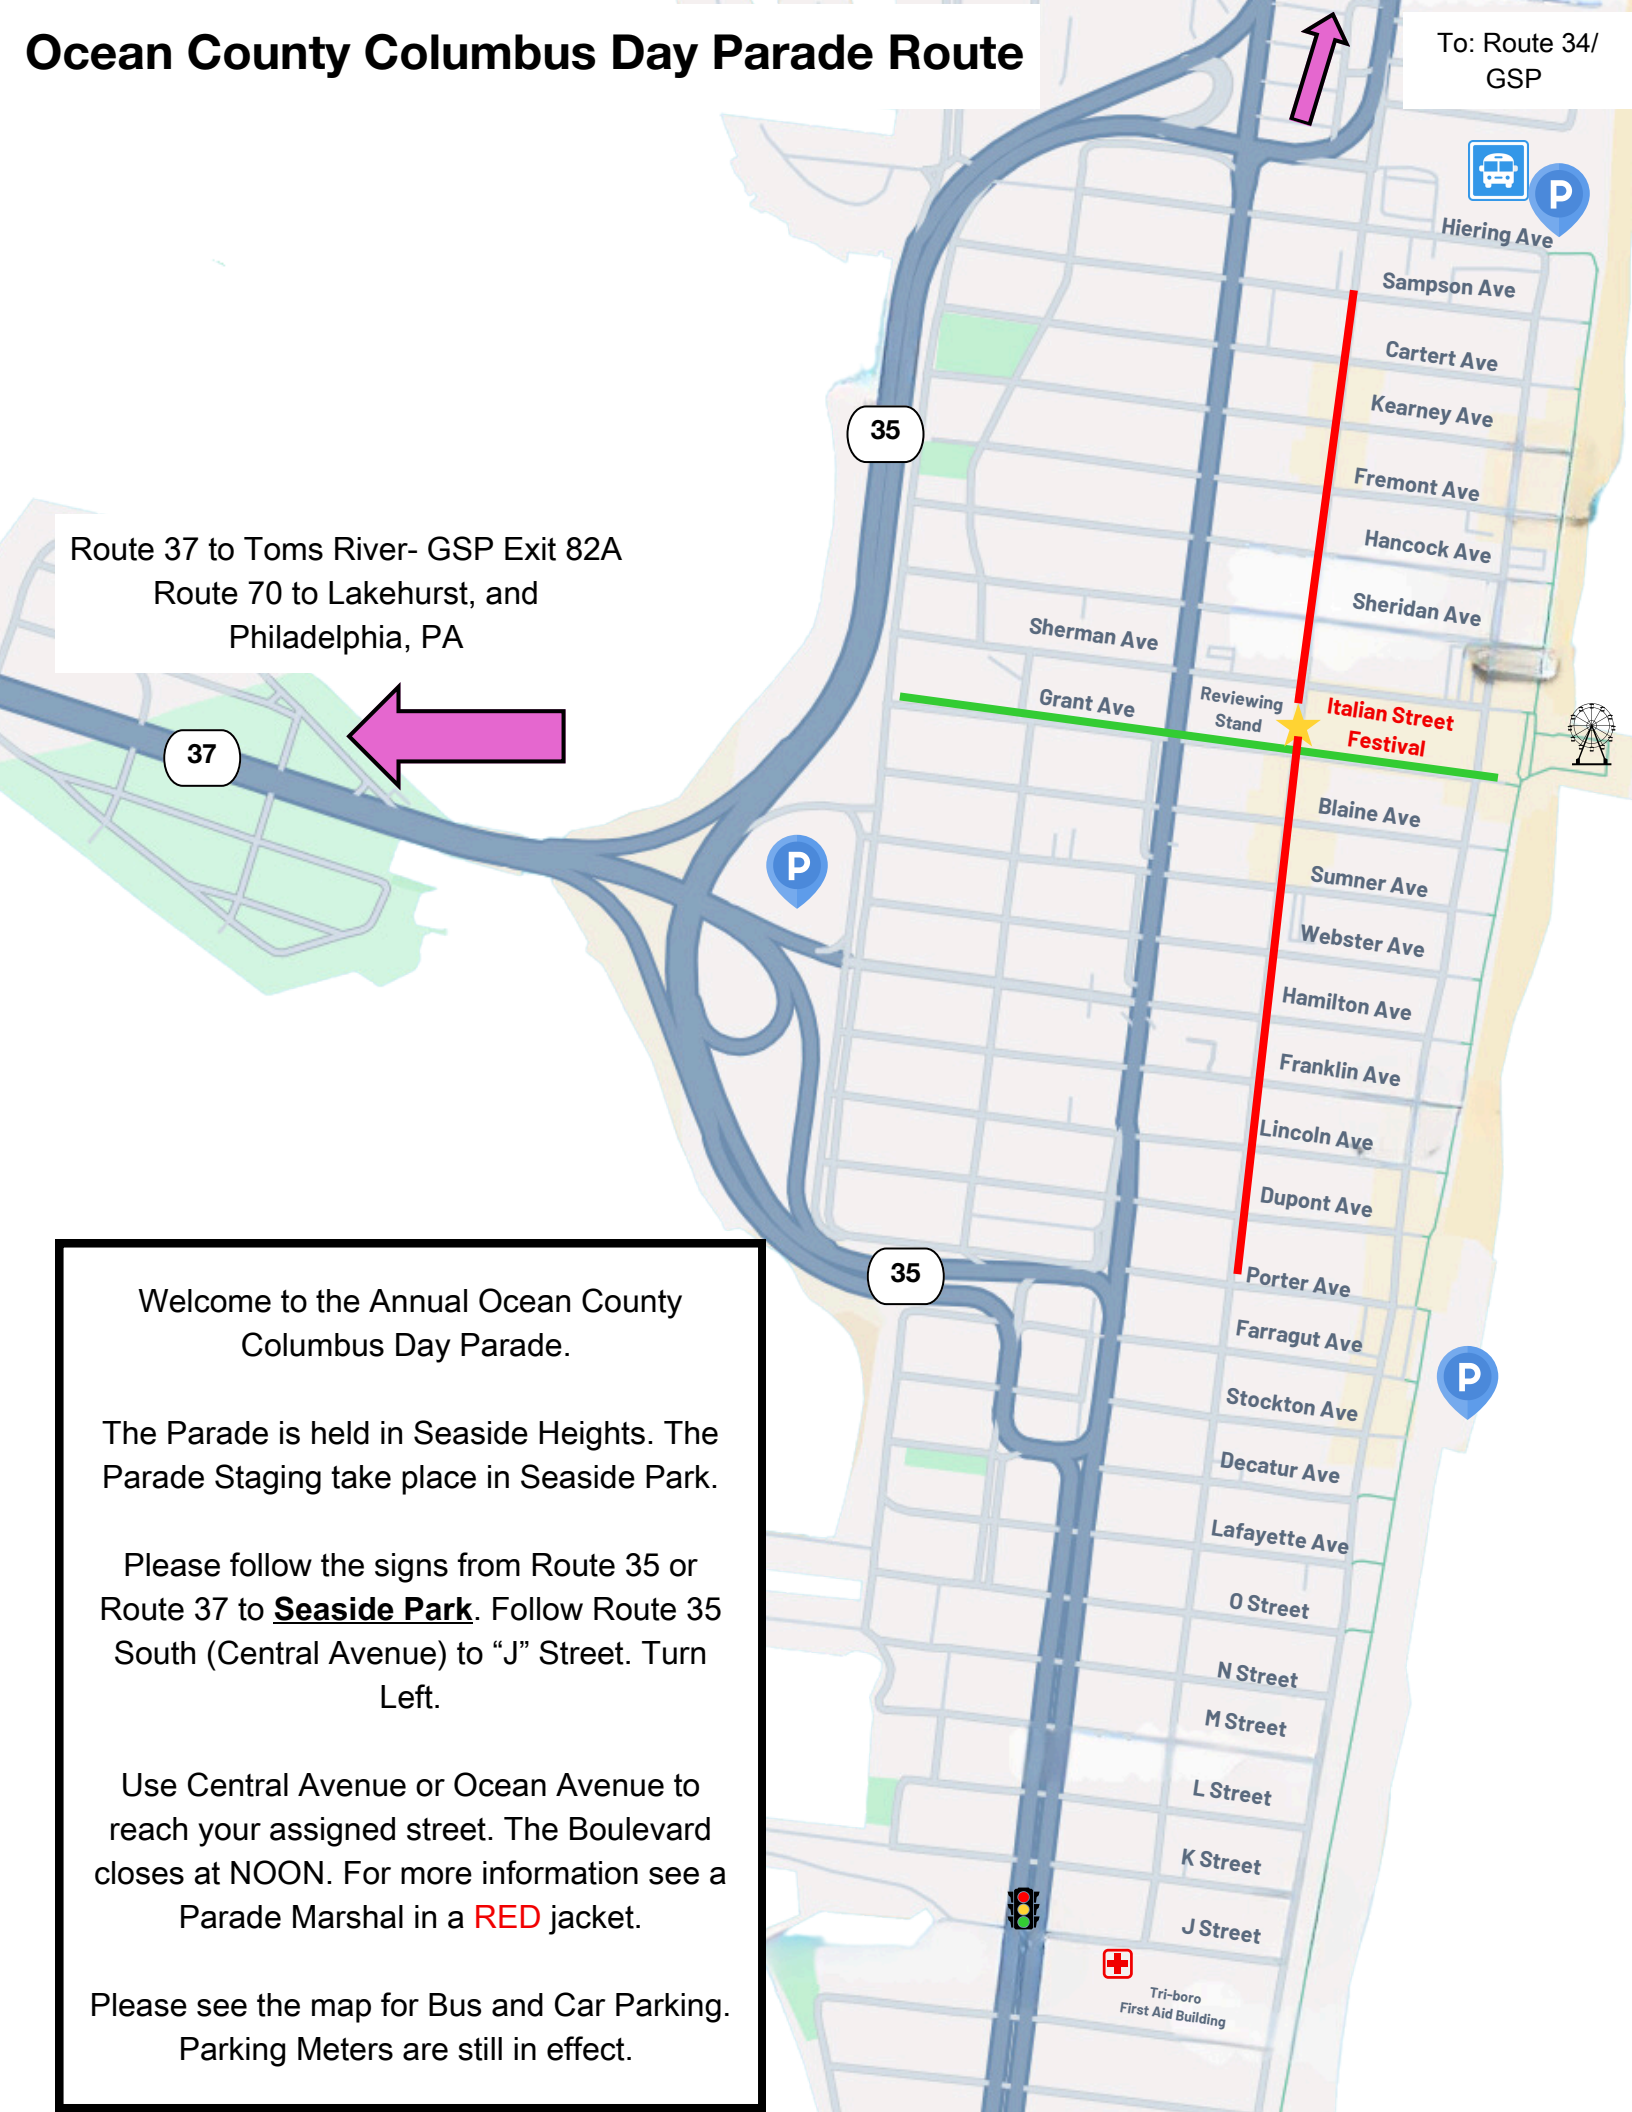 Ocean County Columbus Day Parade Route
To: Route 34/
GSP
P
Hiering Ave
Sampson Ave
Cartert Ave
Kearney Ave
35
Fremont Ave
Hancock Ave
Route 37 to Toms River- GSP Exit 82A
Route 70 to Lakehurst, and
Philadelphia, PA
Sheridan Ave
Sherman Ave
Grant Ave
Reviewing
Stand
Italian Street
Festival
37
Blaine Ave
P
Sumner Ave
Webster Ave
Hamilton Ave
Franklin Ave
Lincoln Ave
Dupont Ave
35
Porter Ave
Farragut Ave
P
Stockton Ave
Decatur Ave
Lafayette Ave
O Street
N Street
M Street
L Street
K Street
J Street
Tri-boro
First Aid Building
Welcome to the Annual Ocean County
Columbus Day Parade.
The Parade is held in Seaside Heights. The
Parade Staging take place in Seaside Park.
Please follow the signs from Route 35 or
Route 37 to Seaside Park. Follow Route 35
South (Central Avenue) to “J” Street. Turn
Left.
Use Central Avenue or Ocean Avenue to
reach your assigned street. The Boulevard
closes at NOON. For more information see a
Parade Marshal in a RED jacket.
Please see the map for Bus and Car Parking.
Parking Meters are still in effect.